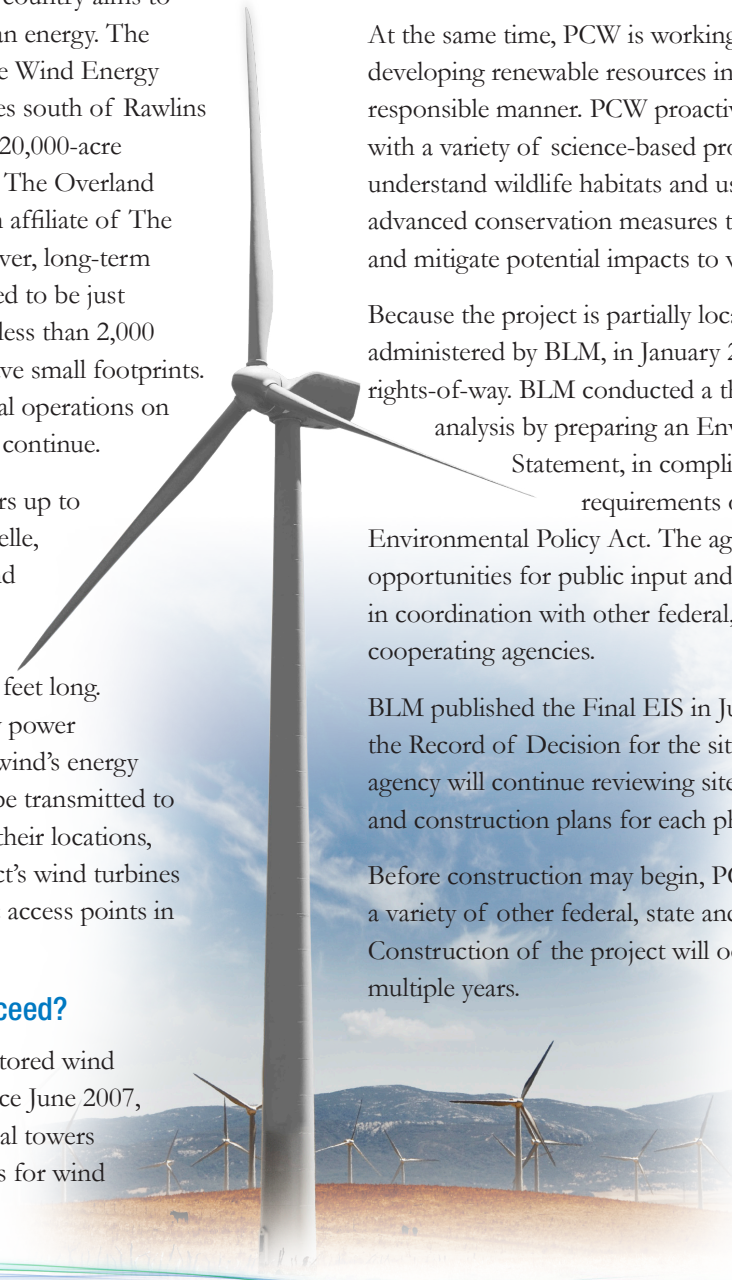 country aims to
an energy. The
e Wind Energy
es south of Rawlins
20,000-acre
The Overland
affiliate of The
ver, long-term
ed to be just
less than 2,000
ve small footprints.
al operations on
continue.
rs up to
elle,
d
feet long.
power
wind’s energy
be transmitted to
their locations,
ct’s wind turbines
access points in
ceed?
tored wind
ce June 2007,
al towers
s for wind
At the same time, PCW is working
developing renewable resources in
responsible manner. PCW proactiv
with a variety of science-based pro
understand wildlife habitats and us
advanced conservation measures t
and mitigate potential impacts to v
Because the project is partially loca
administered by BLM, in January 2
rights-of-way. BLM conducted a th
analysis by preparing an Env
Statement, in compli
requirements o
Environmental Policy Act. The ag
opportunities for public input and
in coordination with other federal,
cooperating agencies.
BLM published the Final EIS in Ju
the Record of Decision for the sit
agency will continue reviewing site
and construction plans for each ph
Before construction may begin, PC
a variety of other federal, state and
Construction of the project will oc
multiple years.